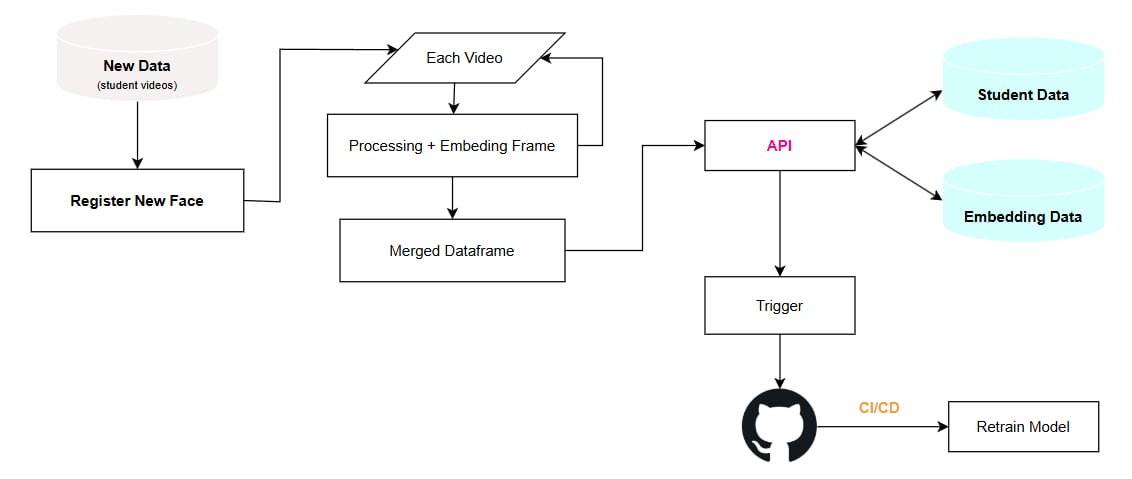 New Data
(student videos)
Register New Face
Each Video
Processing + Embeding Frame
Merged Dataframe
API
Student Data
Embedding Data
Trigger
CI/CD
Retrain Model